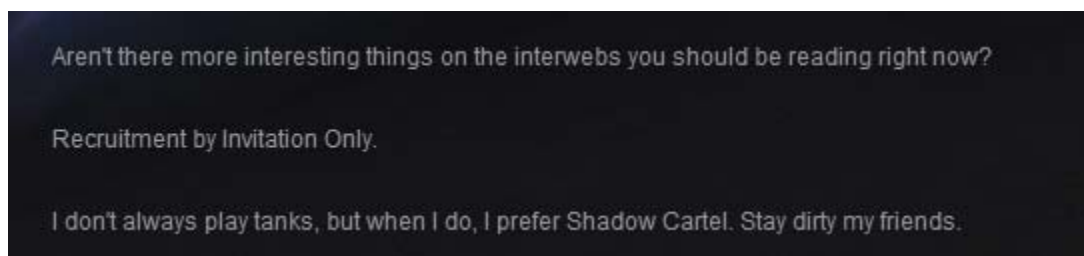 Aren't there more interesting things on the interwebs you should be reading right now?
Recruitment by Invitation Only.
I don't always play tanks, but when I do, I prefer Shadow Cartel. Stay dirty my friends.